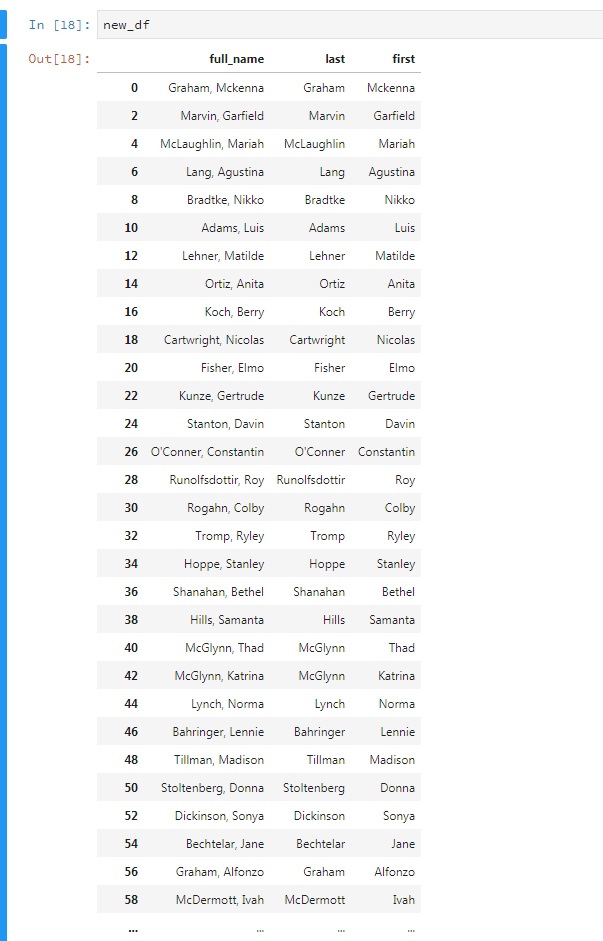 In [18]: new_df
Out[18]:
full_name last first
0 Graham, Mckenna Graham Mckenna
2 Marvin, Garfield Marvin Garfield
4 McLaughlin, Mariah McLaughlin Mariah
6 Lang, Agustina Lang Agustina
8 Bradtke, Nikko Bradtke Nikko
10 Adams, Luis Adams Luis
12 Lehner, Matilde Lehner Matilde
14 Ortiz, Anita Ortiz Anita
16 Koch, Berry Koch Berry
18 Cartwright, Nicolas Cartwright Nicolas
20 Fisher, Elmo Fisher Elmo
22 Kunze, Gertrude Kunze Gertrude
24 Stanton, Davin Stanton Davin
26 O'Conner, Constantin O'Conner Constantin
28 Runolfsdottir, Roy Runolfsdottir Roy
30 Rogahn, Colby Rogahn Colby
32 Tromp, Ryley Tromp Ryley
34 Hoppe, Stanley Hoppe Stanley
36 Shanahan, Bethel Shanahan Bethel
38 Hills, Samanta Hills Samanta
40 McGlynn, Thad McGlynn Thad
42 McGlynn, Katrina McGlynn Katrina
44 Lynch, Norma Lynch Norma
46 Bahringer, Lennie Bahringer Lennie
48 Tillman, Madison Tillman Madison
50 Stoltenberg, Donna Stoltenberg Donna
52 Dickinson, Sonya Dickinson Sonya
54 Bechtelar, Jane Bechtelar Jane
56 Graham, Alfonzo Graham Alfonzo
58 McDermott, Ivah McDermott Ivah
... ... ... ...